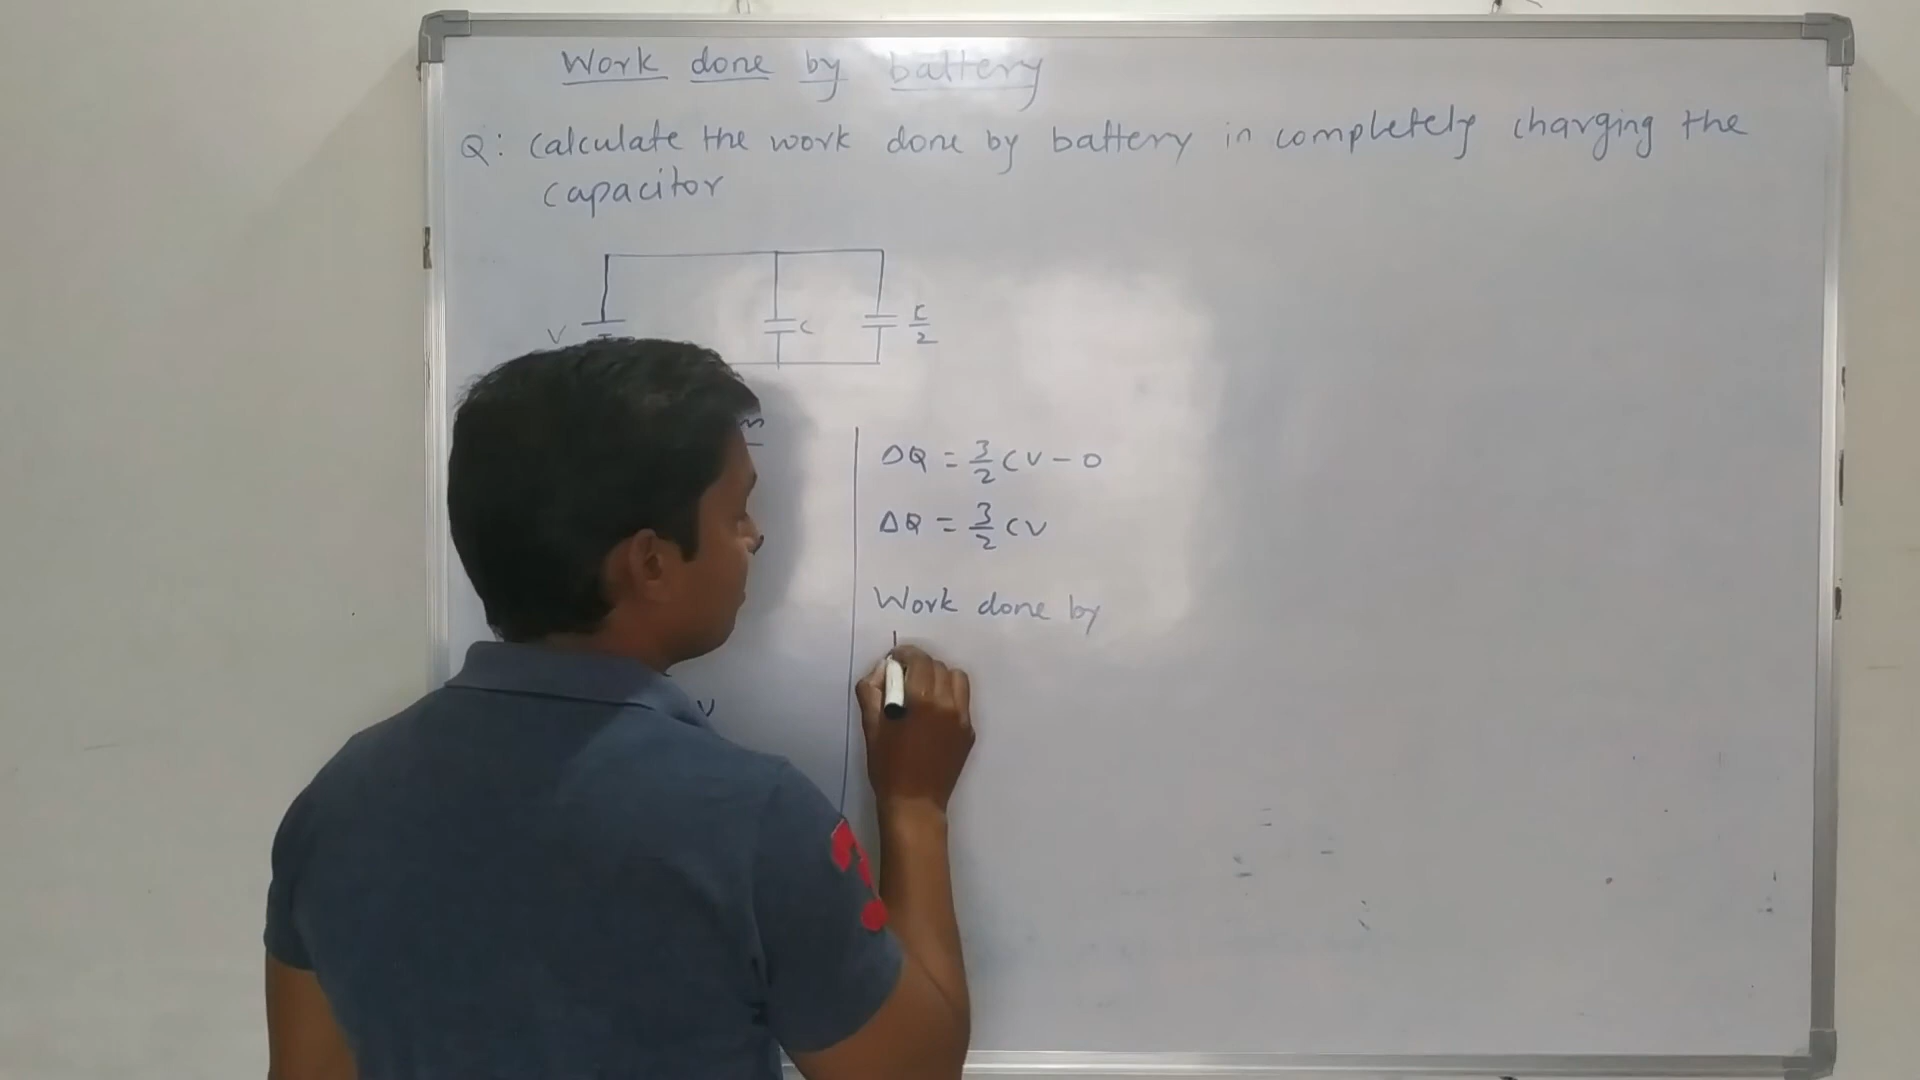 Work done by battery
Q: Calculate the work done by battery in completely charging the
capacitor
V
C
C/2
ΔQ = 3/2 CV - 0
ΔQ = 3/2 CV
Work done by
V